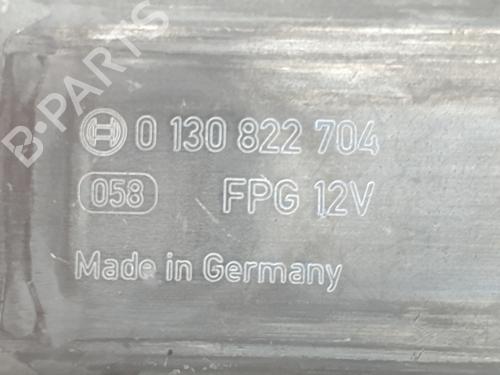 B-PARTS
0 130 822 704
058 FPG 12V
Made in Germany